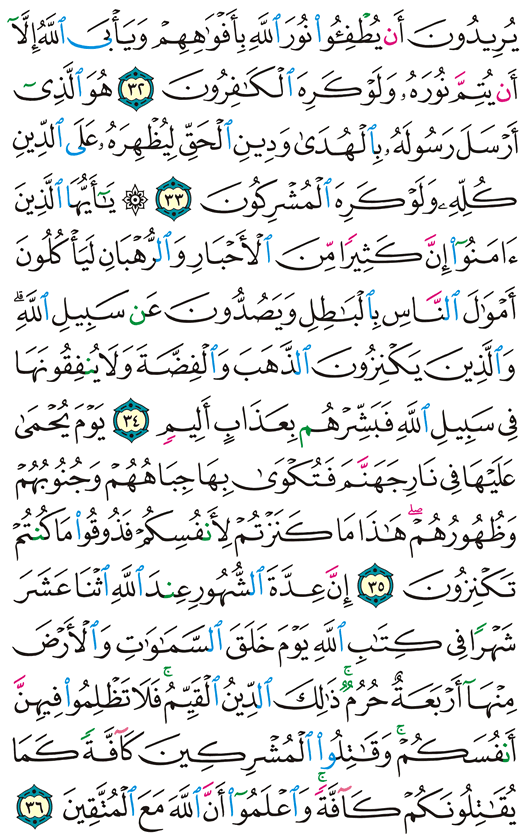 يُرِيدُونَ أَن يُطْفِـُٔوا۟ نُورَ ٱللَّهِ بِأَفْوَٰهِهِمْ وَيَأْبَى ٱللَّهُ إِلَّآ
أَن يُتِمَّ نُورَهُۥ وَلَوْ كَرِهَ ٱلْكَـٰفِرُونَ ٣٢ هُوَ ٱلَّذِىٓ
أَرْسَلَ رَسُولَهُۥ بِٱلْهُدَىٰ وَدِينِ ٱلْحَقِّ لِيُظْهِرَهُۥ عَلَى ٱلدِّينِ
كُلِّهِۦ وَلَوْ كَرِهَ ٱلْمُشْرِكُونَ ٣٣ ۞ يَـٰٓأَيُّهَا ٱلَّذِينَ
ءَامَنُوٓا۟ إِنَّ كَثِيرًا مِّنَ ٱلْأَحْبَارِ وَٱلرُّهْبَانِ لَيَأْكُلُونَ
أَمْوَٰلَ ٱلنَّاسِ بِٱلْبَـٰطِلِ وَيَصُدُّونَ عَن سَبِيلِ ٱللَّهِ ۗ
وَٱلَّذِينَ يَكْنِزُونَ ٱلذَّهَبَ وَٱلْفِضَّةَ وَلَا يُنفِقُونَهَا
فِى سَبِيلِ ٱللَّهِ فَبَشِّرْهُم بِعَذَابٍ أَلِيمٍ ٣٤ يَوْمَ يُحْمَىٰ
عَلَيْهَا فِى نَارِ جَهَنَّمَ فَتُكْوَىٰ بِهَا جِبَاهُهُمْ وَجُنُوبُهُمْ
وَظُهُورُهُمْ ۖ هَـٰذَا مَا كَنَزْتُمْ لِأَنفُسِكُمْ فَذُوقُوا۟ مَا كُنتُمْ
تَكْنِزُونَ ٣٥ إِنَّ عِدَّةَ ٱلشُّهُورِ عِندَ ٱللَّهِ ٱثْنَا عَشَرَ
شَهْرًا فِى كِتَـٰبِ ٱللَّهِ يَوْمَ خَلَقَ ٱلسَّمَـٰوَٰتِ وَٱلْأَرْضَ
مِنْهَآ أَرْبَعَةٌ حُرُمٌ ۚ ذَٰلِكَ ٱلدِّينُ ٱلْقَيِّمُ ۚ فَلَا تَظْلِمُوا۟ فِيهِنَّ
أَنفُسَكُمْ ۚ وَقَـٰتِلُوا۟ ٱلْمُشْرِكِينَ كَآفَّةً كَمَا
يُقَـٰتِلُونَكُمْ كَآفَّةً ۚ وَٱعْلَمُوٓا۟ أَنَّ ٱللَّهَ مَعَ ٱلْمُتَّقِينَ ٣٦